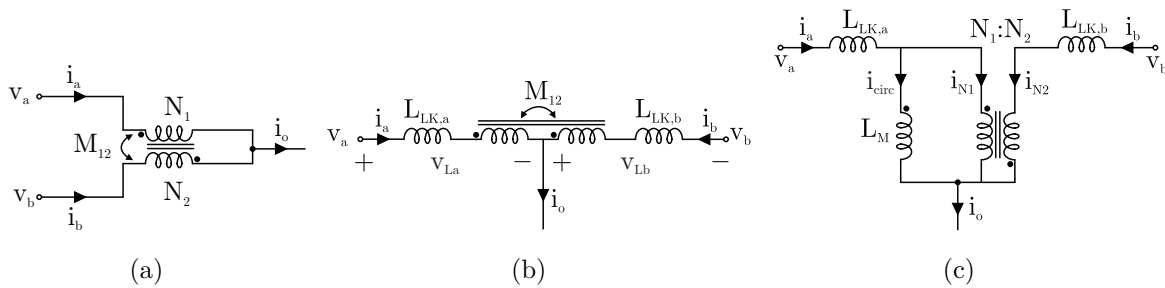 v_a
i_a
N_1
M_12
N_2
v_b
i_b
i_o
(a)
v_a
i_a
L_LK,a
M_12
L_LK,b
i_b
v_b
+
v_La
−
+
v_Lb
−
i_o
(b)
i_a
L_LK,a
N_1:N_2
L_LK,b
i_b
v_a
v_b
i_circ
i_N1
i_N2
L_M
i_o
(c)